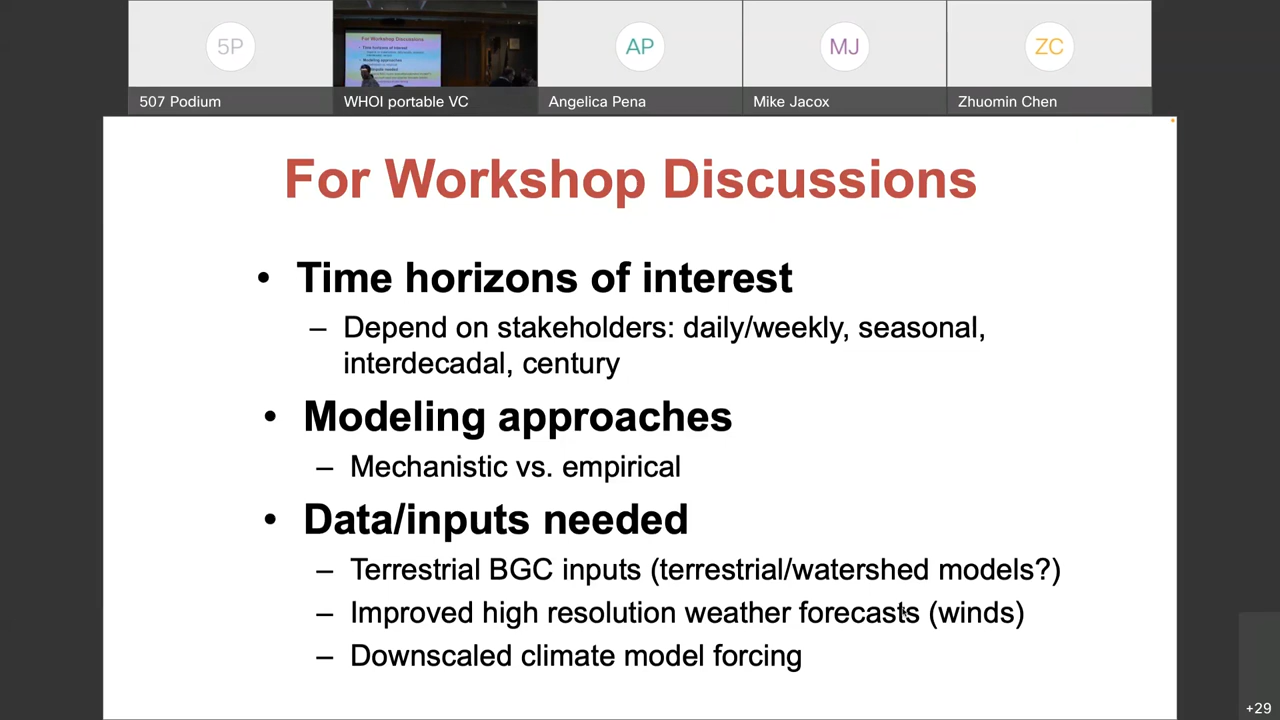 5P
AP
MJ
ZC
507 Podium
WHOI portable VC
Angelica Pena
Mike Jacox
Zhuomin Chen
For Workshop Discussions
• Time horizons of interest
– Depend on stakeholders: daily/weekly, seasonal,
interdecadal, century
• Modeling approaches
– Mechanistic vs. empirical
• Data/inputs needed
– Terrestrial BGC inputs (terrestrial/watershed models?)
– Improved high resolution weather forecasts (winds)
– Downscaled climate model forcing
+29